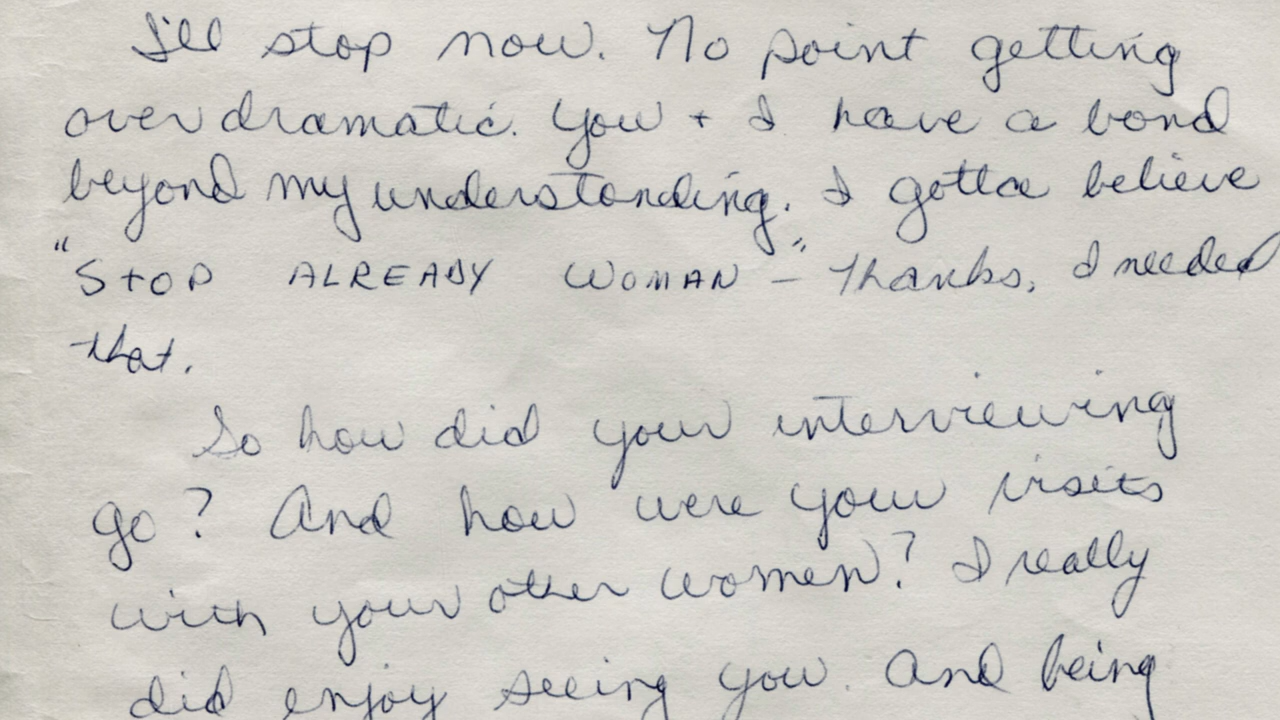 I'll stop now. No point getting
over dramatic. You + I have a bond
beyond my understanding. I gotta believe
"STOP ALREADY WOMAN" - Thanks, I needed
that.
So how did your interviewing
go? And how were your visits
with your other women? I really
did enjoy seeing you. And being